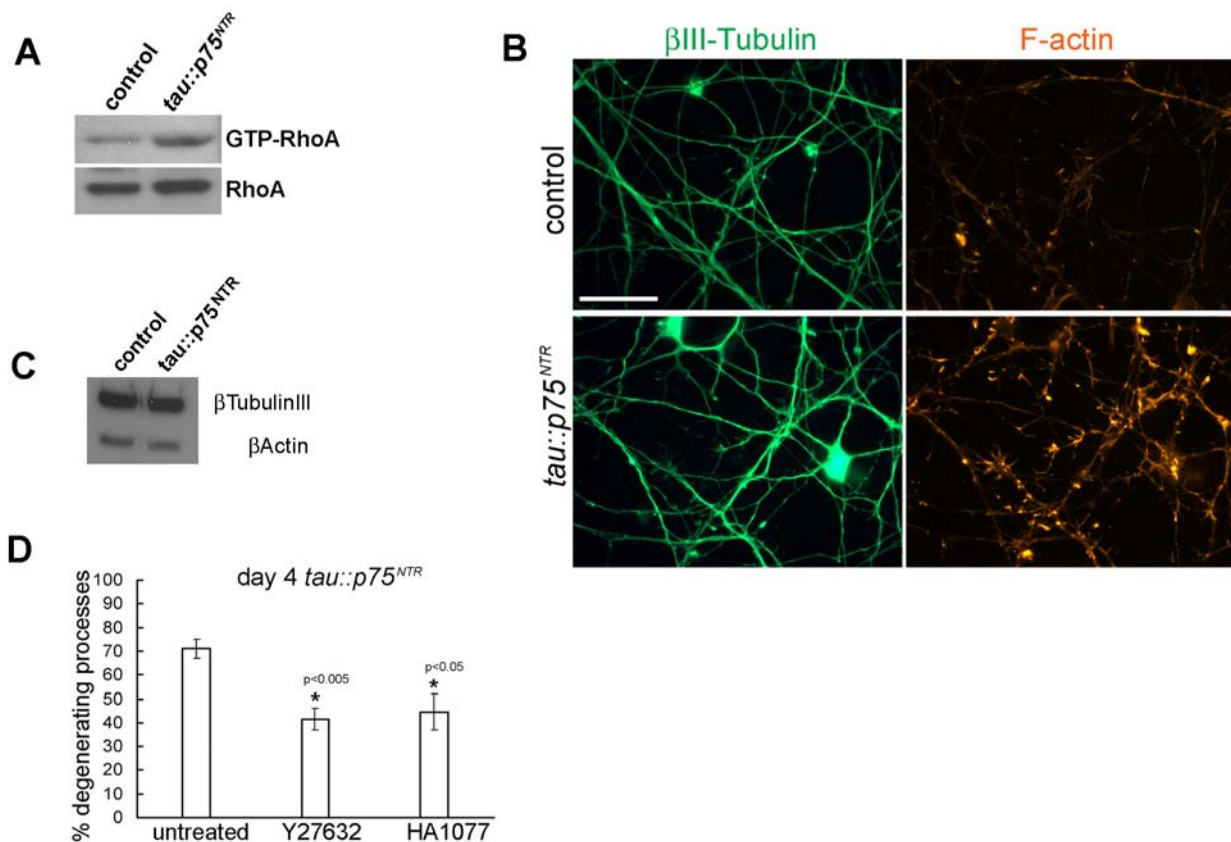 A
control
tau::p75NTR
GTP-RhoA
RhoA
B
βIII-Tubulin
F-actin
control
tau::p75 NTR
C
control
tau::p75NTR
βTubulinIII
βActin
D
day 4 tau::p75NTR
% degenerating processes
100
90
80
70
60
50
40
30
20
10
0
p<0.005
*
p<0.05
*
untreated
Y27632
HA1077